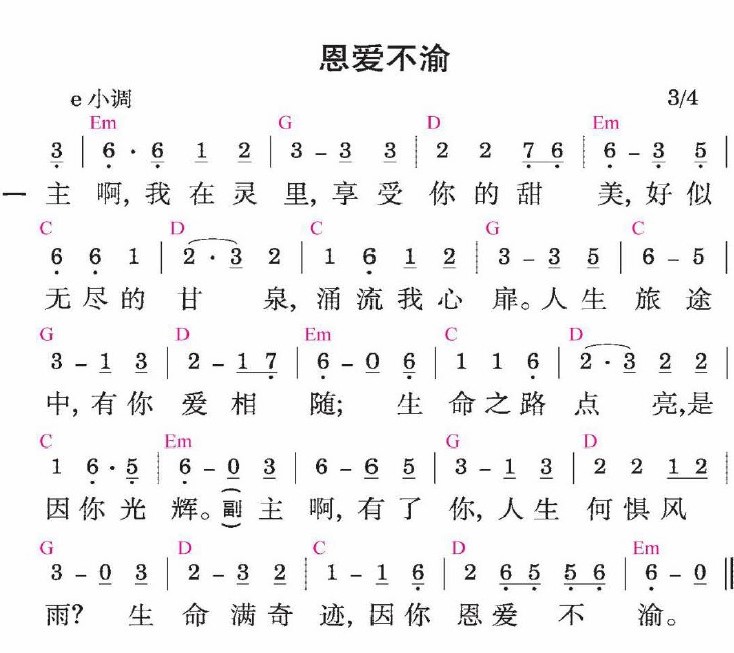 恩爱不渝
e 小调 3/4
Em G D Em
3 | 6 · 6 1 2 | 3 – 3 3 | 2 2 7 6 | 6 – 3 5 |
一 主 啊, 我 在 灵 里, 享 受 你 的 甜 美, 好 似
C D C G C
6 6 1 | 2 · 3 2 | 1 6 1 2 | 3 – 3 5 | 6 – 5 |
无 尽 的 甘 泉, 涌 流 我 心 扉。人 生 旅 途
G D Em C D
3 – 1 3 | 2 – 1 7 | 6 – 0 6 | 1 1 6 | 2 · 3 2 2 |
中, 有 你 爱 相 随; 生 命 之 路 点 亮, 是
C Em G D
1 6 · 5 | 6 – 0 3 | 6 – 6 5 | 3 – 1 3 | 2 2 1 2 |
因 你 光 辉。(副) 主 啊, 有 了 你, 人 生 何 惧 风
G D C D Em
3 – 0 3 | 2 – 3 2 | 1 – 1 6 | 2 6 5 5 6 | 6 – 0 ‖
雨? 生 命 满 奇 迹, 因 你 恩 爱 不 渝。